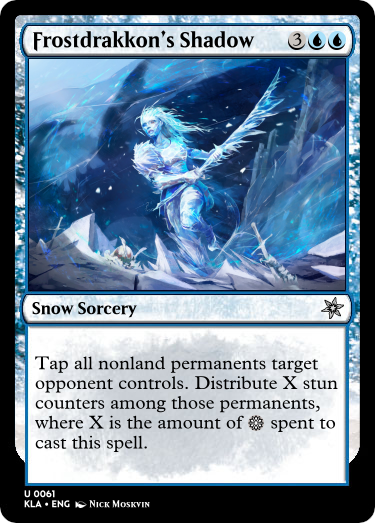 Frostdrakkon's Shadow 3
Snow Sorcery
Tap all nonland permanents target
opponent controls. Distribute X stun
counters among those permanents,
where X is the amount of spent to
cast this spell.
U 0061
KLA • ENG Nick Moskvin